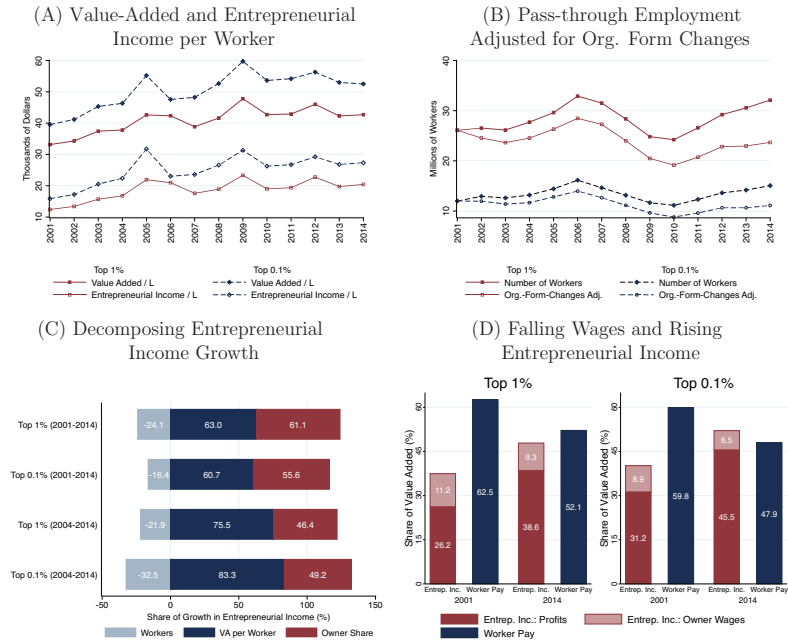 (A) Value-Added and Entrepreneurial
Income per Worker
Thousands of Dollars
60
50
40
30
20
10
2001 2002 2003 2004 2005 2006 2007 2008 2009 2010 2011 2012 2013 2014
Top 1% Top 0.1%
Value Added / L Value Added / L
Entrepreneurial Income / L Entrepreneurial Income / L
(B) Pass-through Employment
Adjusted for Org. Form Changes
Millions of Workers
40
30
20
10
2001 2002 2003 2004 2005 2006 2007 2008 2009 2010 2011 2012 2013 2014
Top 1% Top 0.1%
Number of Workers Number of Workers
Org.-Form-Changes Adj. Org.-Form-Changes Adj.
(C) Decomposing Entrepreneurial
Income Growth
Top 1% (2001-2014) -24.1 63.0 61.1
Top 0.1% (2001-2014) -16.4 60.7 55.6
Top 1% (2004-2014) -21.9 75.5 46.4
Top 0.1% (2004-2014) -32.5 83.3 49.2
-50 0 50 100 150
Share of Growth in Entrepreneurial Income (%)
Workers VA per Worker Owner Share
(D) Falling Wages and Rising
Entrepreneurial Income
Top 1%
Share of Value Added (%)
60
45
30
15
0
11.2
26.2
62.5
9.3
38.6
52.1
Entrep. Inc. Worker Pay Entrep. Inc. Worker Pay
2001 2014
Top 0.1%
Share of Value Added (%)
60
45
30
15
0
8.9
31.2
59.8
6.5
45.5
47.9
Entrep. Inc. Worker Pay Entrep. Inc. Worker Pay
2001 2014
Entrep. Inc.: Profits Entrep. Inc.: Owner Wages
Worker Pay